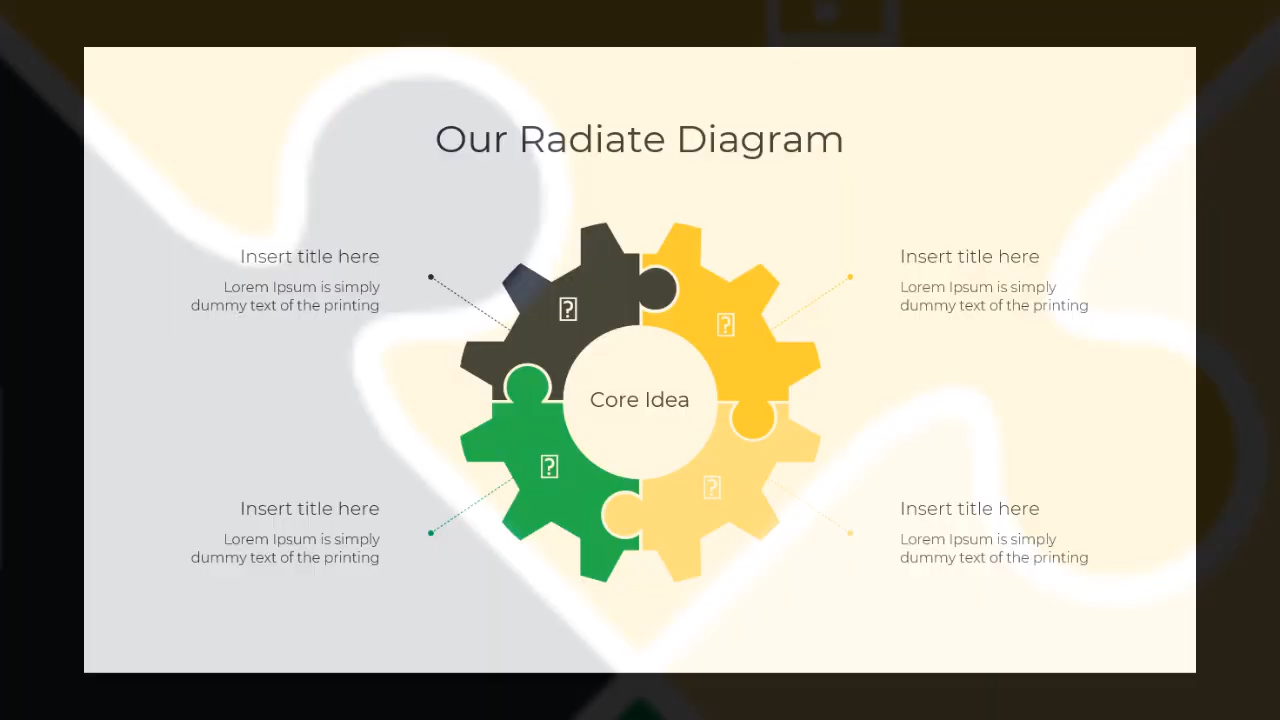 Our Radiate Diagram
Insert title here
Lorem Ipsum is simply
dummy text of the printing
Insert title here
Lorem Ipsum is simply
dummy text of the printing
Core Idea
Insert title here
Lorem Ipsum is simply
dummy text of the printing
Insert title here
Lorem Ipsum is simply
dummy text of the printing